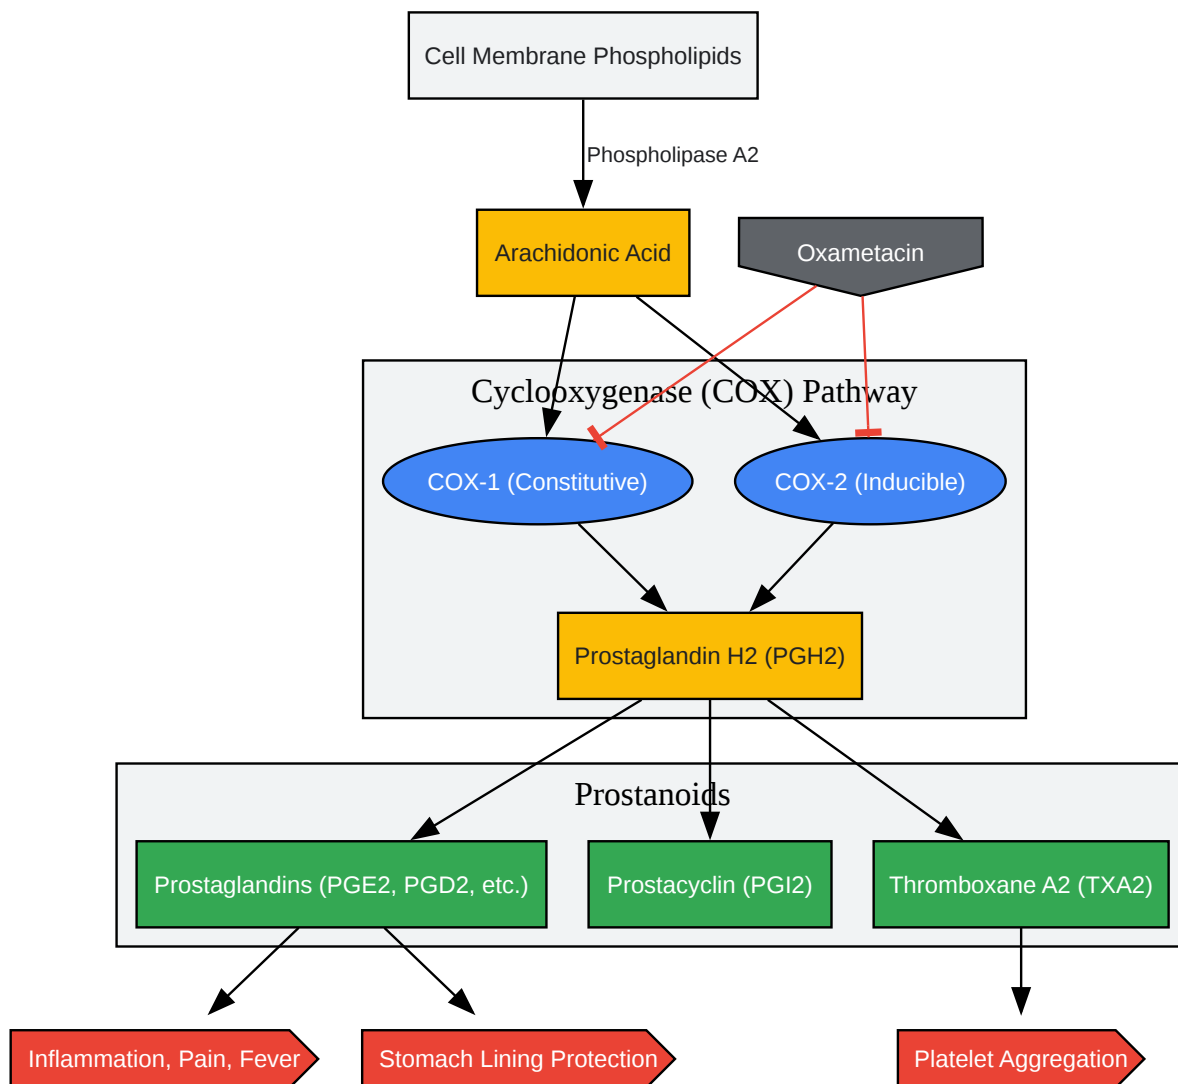 Cell Membrane Phospholipids
Phospholipase A2
Arachidonic Acid
Oxametacin
Cyclooxygenase (COX) Pathway
COX-1 (Constitutive)
COX-2 (Inducible)
Prostaglandin H2 (PGH2)
Prostanoids
Prostaglandins (PGE2, PGD2, etc.)
Prostacyclin (PGI2)
Thromboxane A2 (TXA2)
Inflammation, Pain, Fever
Stomach Lining Protection
Platelet Aggregation